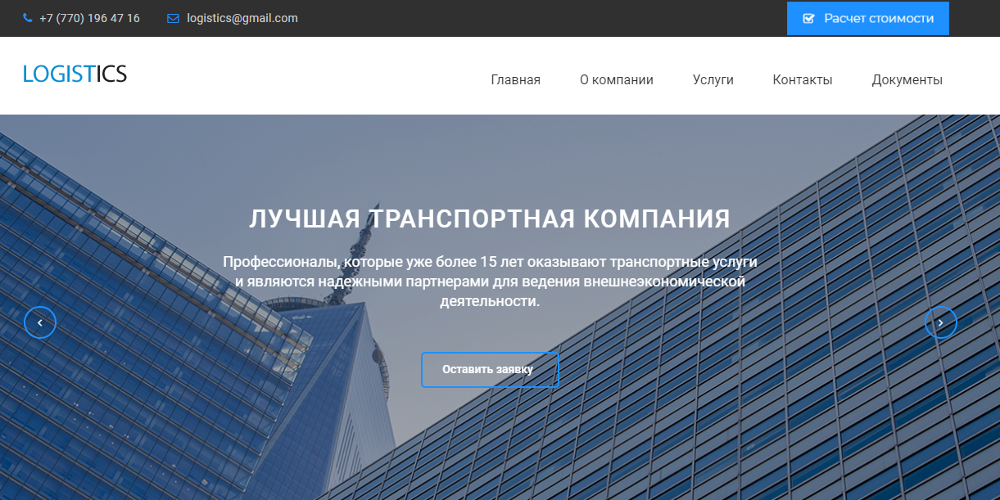 +7 (770) 196 47 16
logistics@gmail.com
Расчет стоимости
LOGISTICS
Главная
О компании
Услуги
Контакты
Документы
ЛУЧШАЯ ТРАНСПОРТНАЯ КОМПАНИЯ
Профессионалы, которые уже более 15 лет оказывают транспортные услуги
и являются надежными партнерами для ведения внешнеэкономической
деятельности.
Оставить заявку